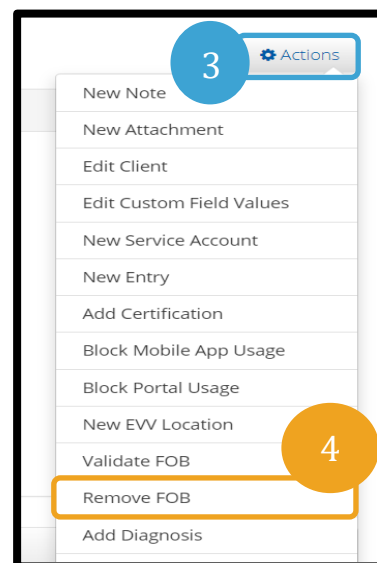 3
Actions
New Note
New Attachment
Edit Client
Edit Custom Field Values
New Service Account
New Entry
Add Certification
Block Mobile App Usage
Block Portal Usage
New EVV Location
4
Validate FOB
Remove FOB
Add Diagnosis